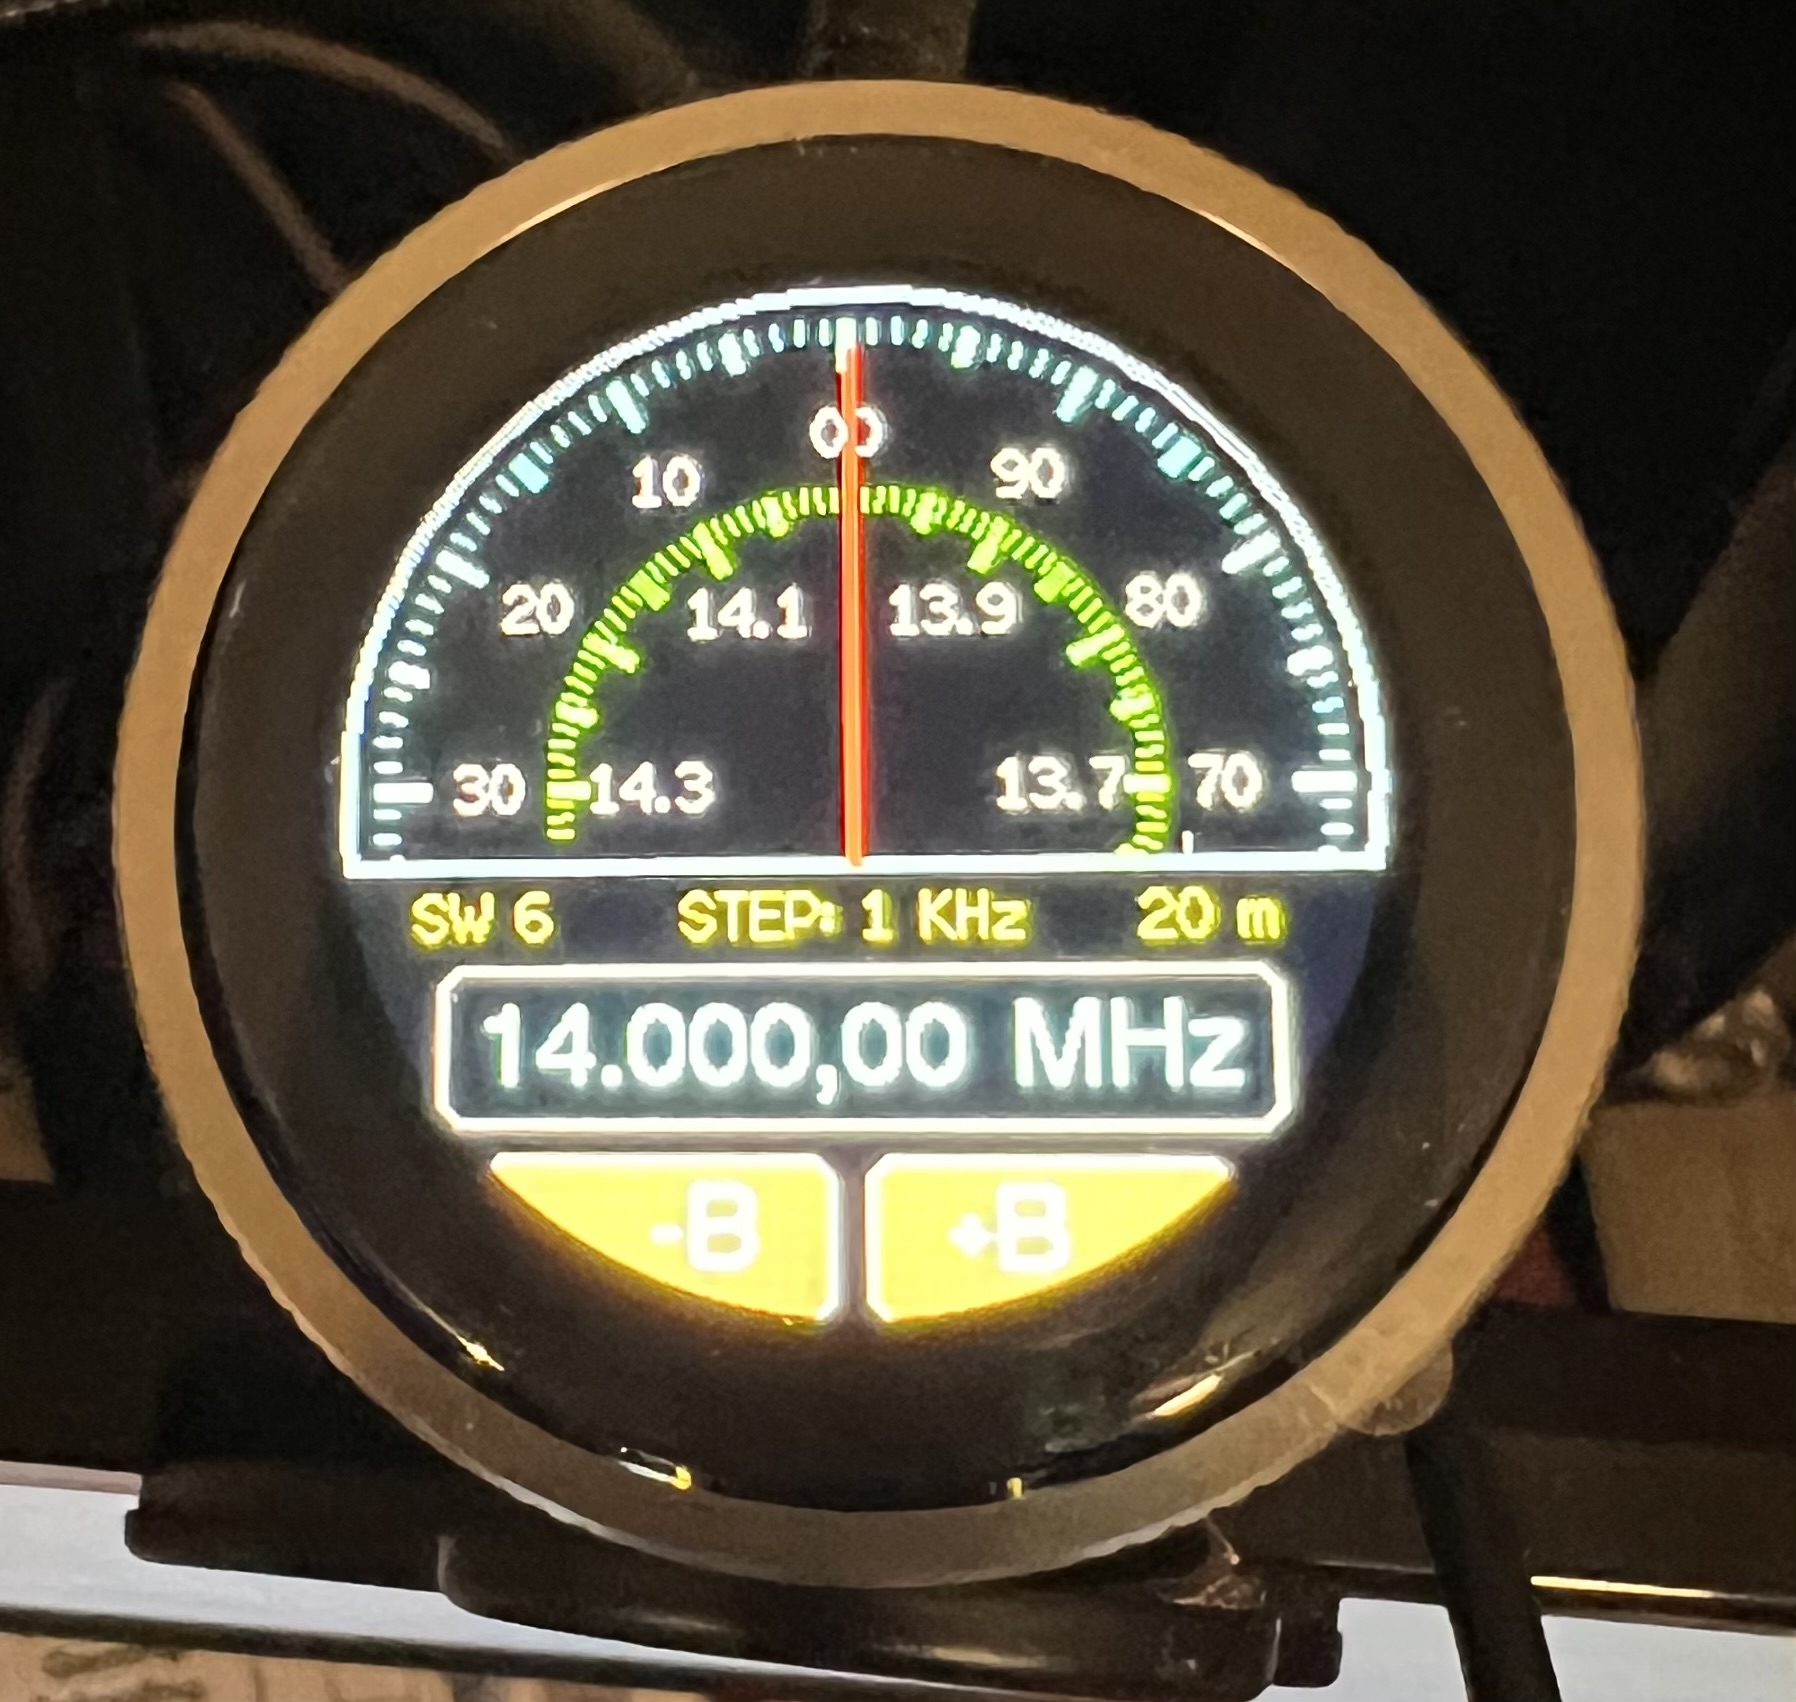 00
10 90
20 14.1 13.9 80
30 14.3 13.7 70
SW 6 STEP: 1 KHz 20 m
14.000,00 MHz
-B +B